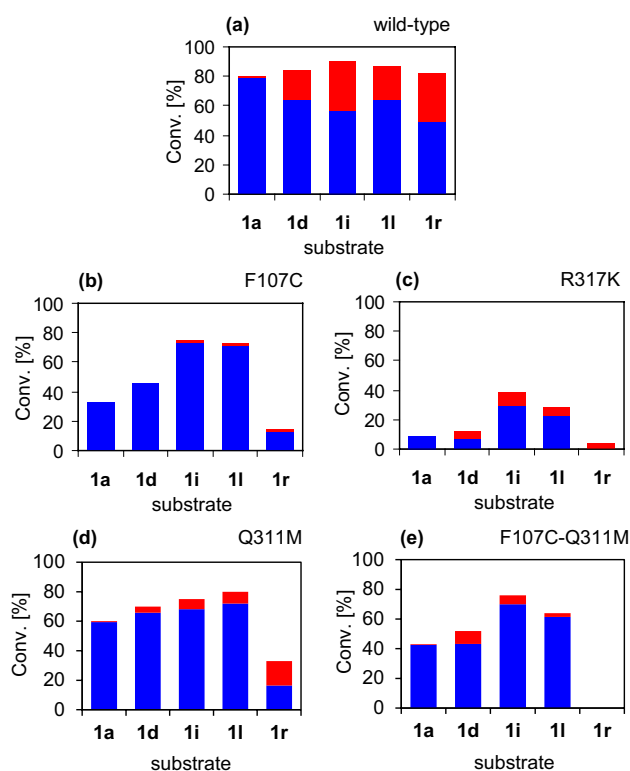 (a) wild-type
Conv. [%]
100
80
60
40
20
0
1a 1d 1i 1l 1r
substrate
(b) F107C
Conv. [%]
100
80
60
40
20
0
1a 1d 1i 1l 1r
substrate
(c) R317K
Conv. [%]
100
80
60
40
20
0
1a 1d 1i 1l 1r
substrate
(d) Q311M
Conv. [%]
100
80
60
40
20
0
1a 1d 1i 1l 1r
substrate
(e) F107C-Q311M
Conv. [%]
100
80
60
40
20
0
1a 1d 1i 1l 1r
substrate